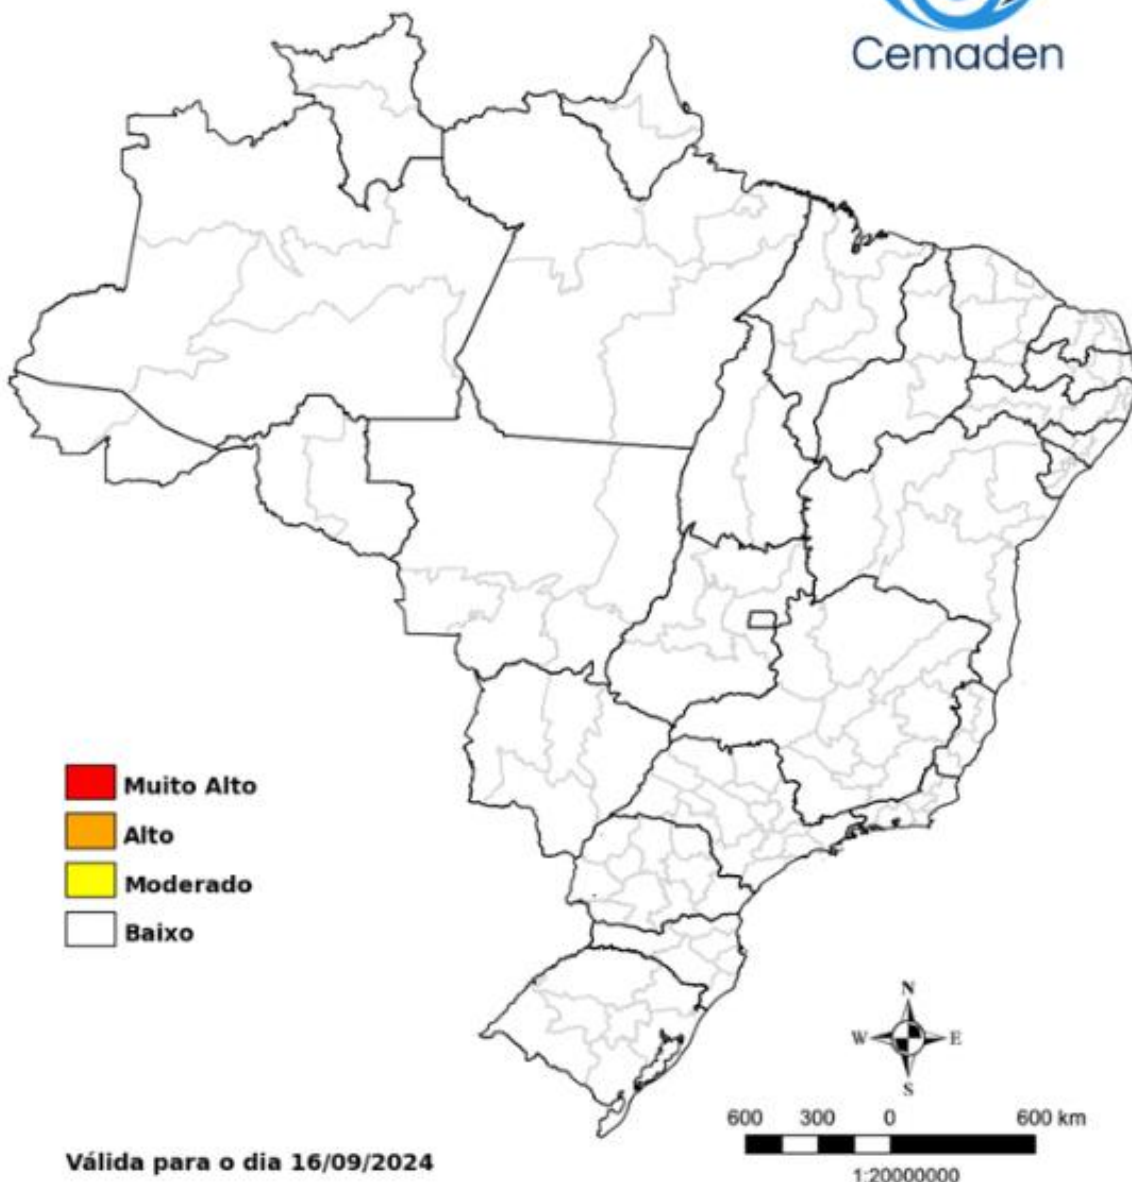 Cemaden
Muito Alto
Alto
Moderado
Baixo
N
W E
S
600 300 0 600 km
1:20000000
Válida para o dia 16/09/2024